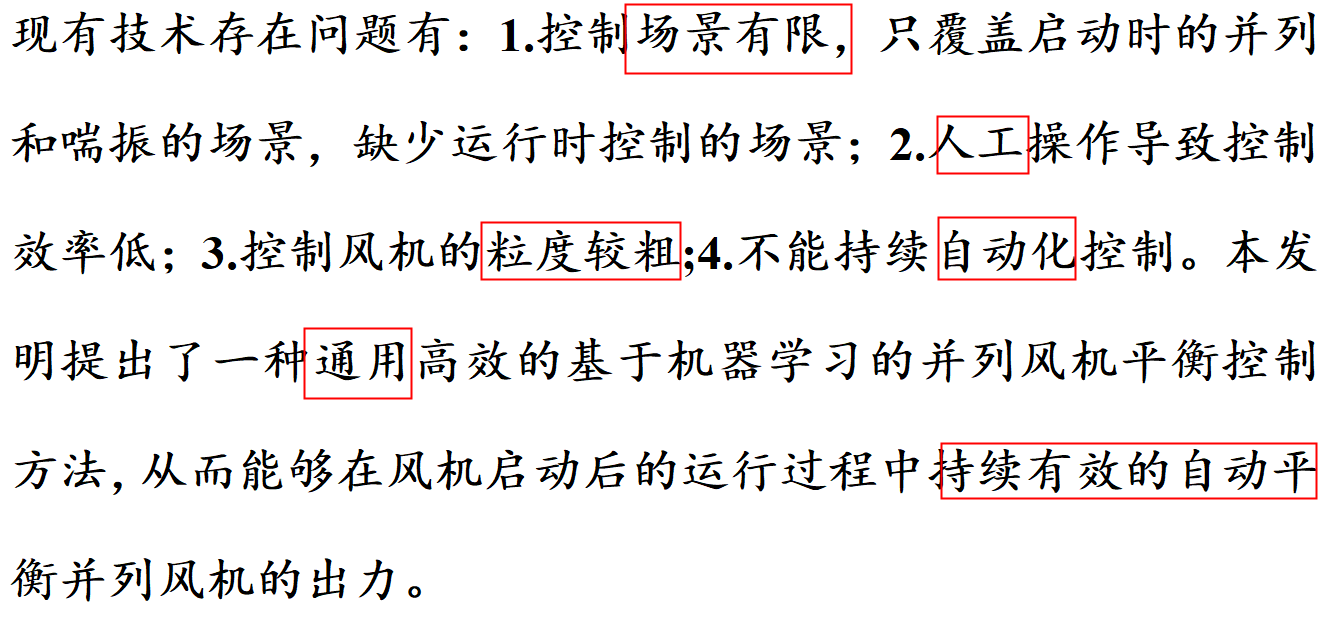 现有技术存在问题有：1.控制场景有限，只覆盖启动时的并列
和喘振的场景，缺少运行时控制的场景；2.人工操作导致控制
效率低；3.控制风机的粒度较粗;4.不能持续自动化控制。本发
明提出了一种通用高效的基于机器学习的并列风机平衡控制
方法，从而能够在风机启动后的运行过程中持续有效的自动平
衡并列风机的出力。